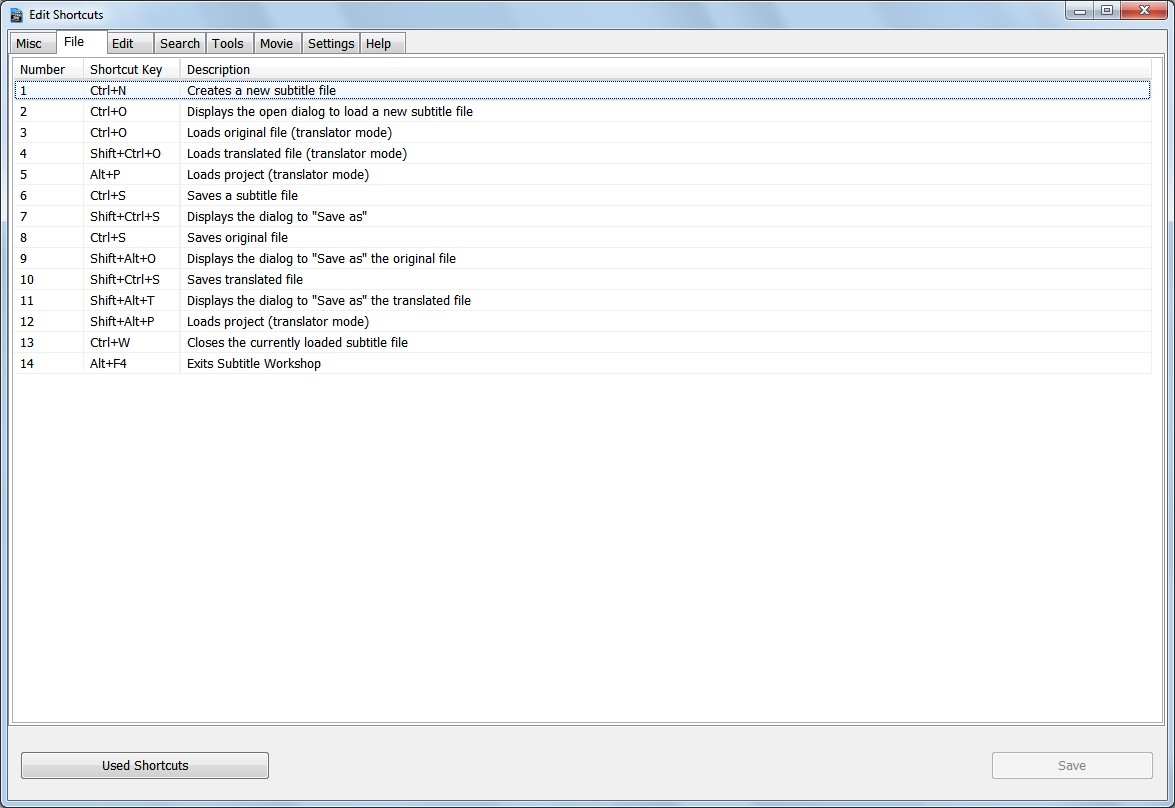 Edit Shortcuts
Misc File Edit Search Tools Movie Settings Help
Number Shortcut Key Description
1 Ctrl+N Creates a new subtitle file
2 Ctrl+O Displays the open dialog to load a new subtitle file
3 Ctrl+O Loads original file (translator mode)
4 Shift+Ctrl+O Loads translated file (translator mode)
5 Alt+P Loads project (translator mode)
6 Ctrl+S Saves a subtitle file
7 Shift+Ctrl+S Displays the dialog to "Save as"
8 Ctrl+S Saves original file
9 Shift+Alt+O Displays the dialog to "Save as" the original file
10 Shift+Ctrl+S Saves translated file
11 Shift+Alt+T Displays the dialog to "Save as" the translated file
12 Shift+Alt+P Loads project (translator mode)
13 Ctrl+W Closes the currently loaded subtitle file
14 Alt+F4 Exits Subtitle Workshop
Used Shortcuts Save